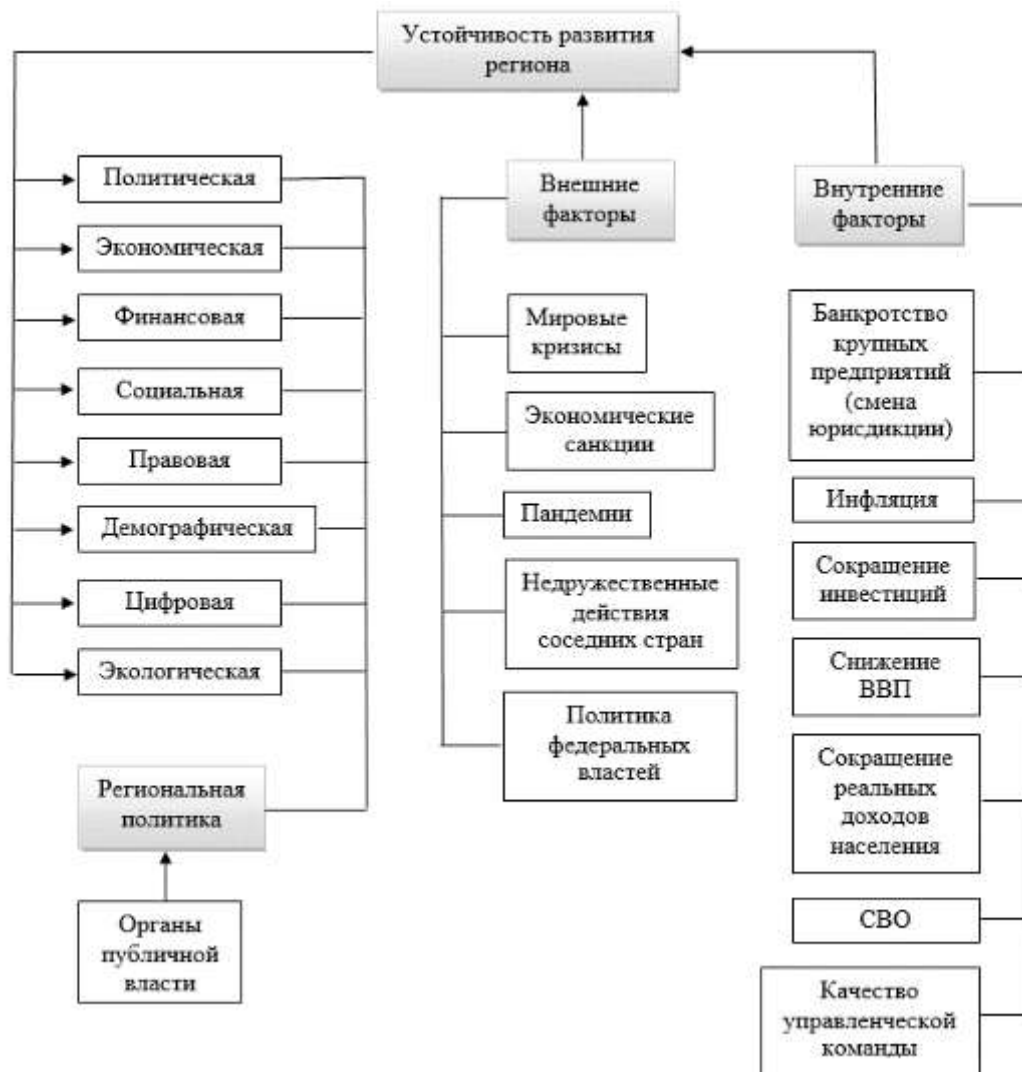 Устойчивость развития
региона
Политическая
Экономическая
Финансовая
Социальная
Правовая
Демографическая
Цифровая
Экологическая
Региональная
политика
Органы
публичной
власти
Внешние
факторы
Мировые
кризисы
Экономические
санкции
Пандемии
Недружественные
действия
соседних стран
Политика
федеральных
властей
Внутренние
факторы
Банкротство
крупных
предприятий
(смена
юрисдикции)
Инфляция
Сокращение
инвестиций
Снижение
ВВП
Сокращение
реальных
доходов
населения
СВО
Качество
управленческой
команды